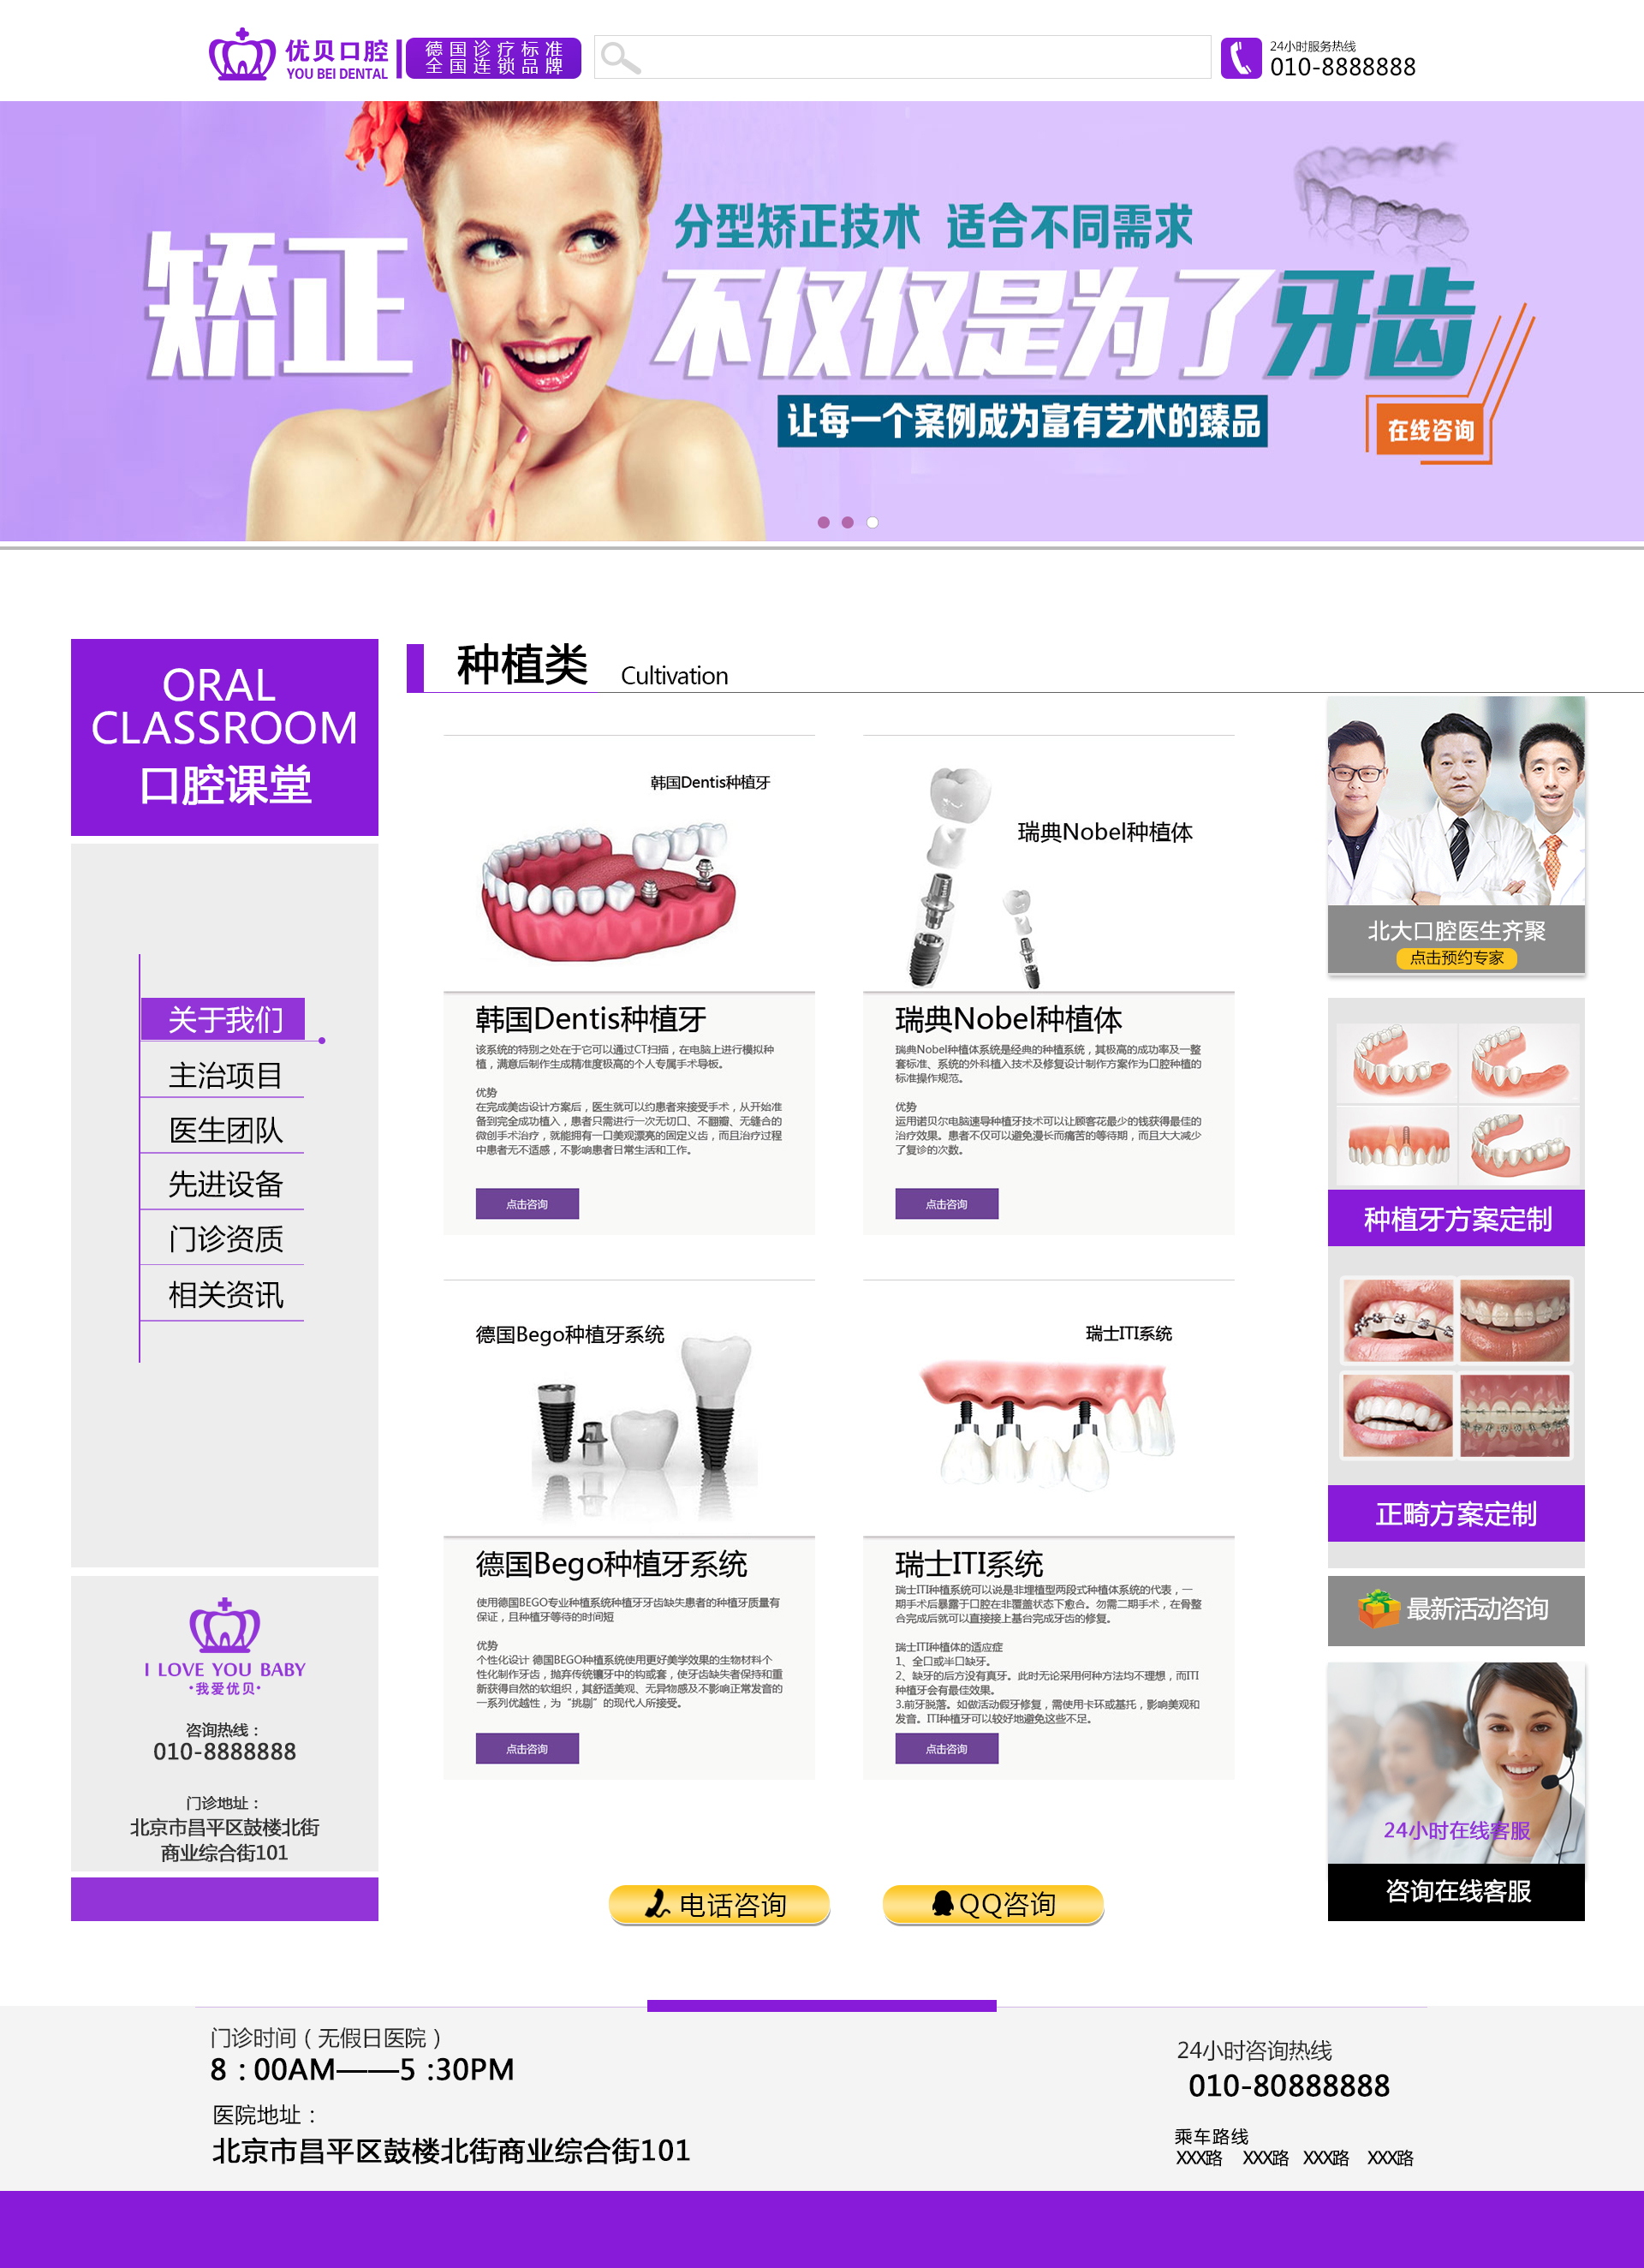 优贝口腔
YOU BEI DENTAL
德国诊疗标准
全国连锁品牌
24小时服务热线
010-8888888
分型矫正技术 适合不同需求
矫正
不仅仅是为了牙齿
让每一个案例成为富有艺术的臻品
在线咨询
ORAL
CLASSROOM
口腔课堂
关于我们
主治项目
医生团队
先进设备
门诊资质
相关资讯
I LOVE YOU BABY
•我爱优贝•
咨询热线：
010-8888888
门诊地址：
北京市昌平区鼓楼北街
商业综合街101
种植类 Cultivation
韩国Dentis种植牙
韩国Dentis种植牙
该系统的特别之处在于它可以通过CT扫描，在电脑上进行模拟种
植，满意后制作生成精准度极高的个人专属手术导板。
优势
在完成美齿设计方案后，医生就可以约患者来接受手术，从开始准
备到完全成功植入，患者只需进行一次无切口、不翻瓣、无缝合的
微创手术治疗，就能拥有一口美观漂亮的固定义齿，而且治疗过程
中患者无不适感，不影响患者日常生活和工作。
点击咨询
瑞典Nobel种植体
瑞典Nobel种植体
瑞典Nobel种植体系统是经典的种植系统，其极高的成功率及一整
套标准、系统的外科植入技术及修复设计制作方案作为口腔种植的
标准操作规范。
优势
运用诺贝尔电脑速导种植牙技术可以让顾客花最少的钱获得最佳的
治疗效果。患者不仅可以避免漫长而痛苦的等待期，而且大大减少
了复诊的次数。
点击咨询
德国Bego种植牙系统
德国Bego种植牙系统
使用德国BEGO专业种植系统种植牙牙齿缺失患者的种植牙质量有
保证，且种植牙等待的时间短
优势
个性化设计 德国BEGO种植系统使用更好美学效果的生物材料个
性化制作牙齿，抛弃传统镶牙中的钩或套，使牙齿缺失者保持和重
新获得自然的软组织，其舒适美观、无异物感及不影响正常发音的
一系列优越性，为“挑剔”的现代人所接受。
点击咨询
瑞士ITI系统
瑞士ITI系统
瑞士ITI种植系统可以说是非埋植型两段式种植体系统的代表，一
期手术后暴露于口腔在非覆盖状态下愈合。勿需二期手术，在骨整
合完成后就可以直接接上基台完成牙齿的修复。
瑞士ITI种植体的适应症
1、全口或半口缺牙。
2、缺牙的后方没有真牙。此时无论采用何种方法均不理想，而ITI
种植牙会有最佳效果。
3.前牙脱落。如做活动假牙修复，需使用卡环或基托，影响美观和
发音。ITI种植牙可以较好地避免这些不足。
点击咨询
电话咨询
QQ咨询
北大口腔医生齐聚
点击预约专家
种植牙方案定制
正畸方案定制
最新活动咨询
24小时在线客服
咨询在线客服
门诊时间（无假日医院）
8：00AM——5：30PM
医院地址：
北京市昌平区鼓楼北街商业综合街101
24小时咨询热线
010-80888888
乘车路线
XXX路 XXX路 XXX路 XXX路